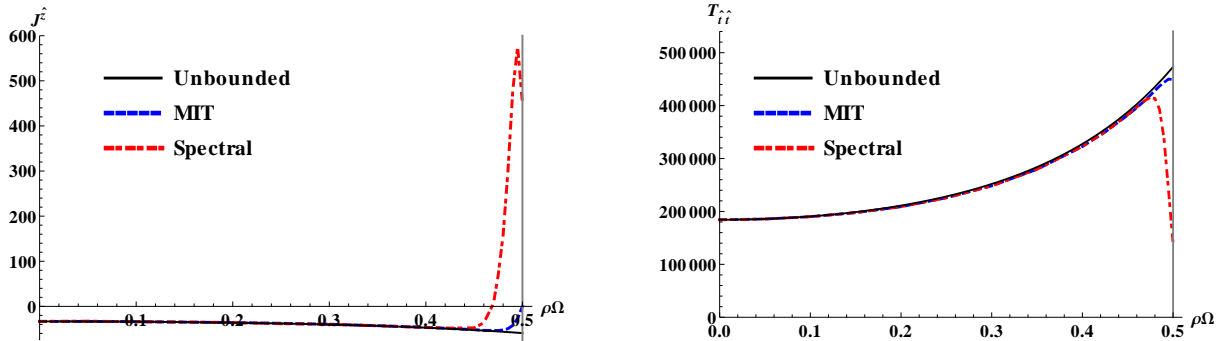 J^ẑ
600
500
400
300
200
100
0
Unbounded
MIT
Spectral
0.1 0.2 0.3 0.4 0.5 ρΩ
T_t̂ t̂
500 000
400 000
300 000
200 000
100 000
0
Unbounded
MIT
Spectral
0.0 0.1 0.2 0.3 0.4 0.5 ρΩ